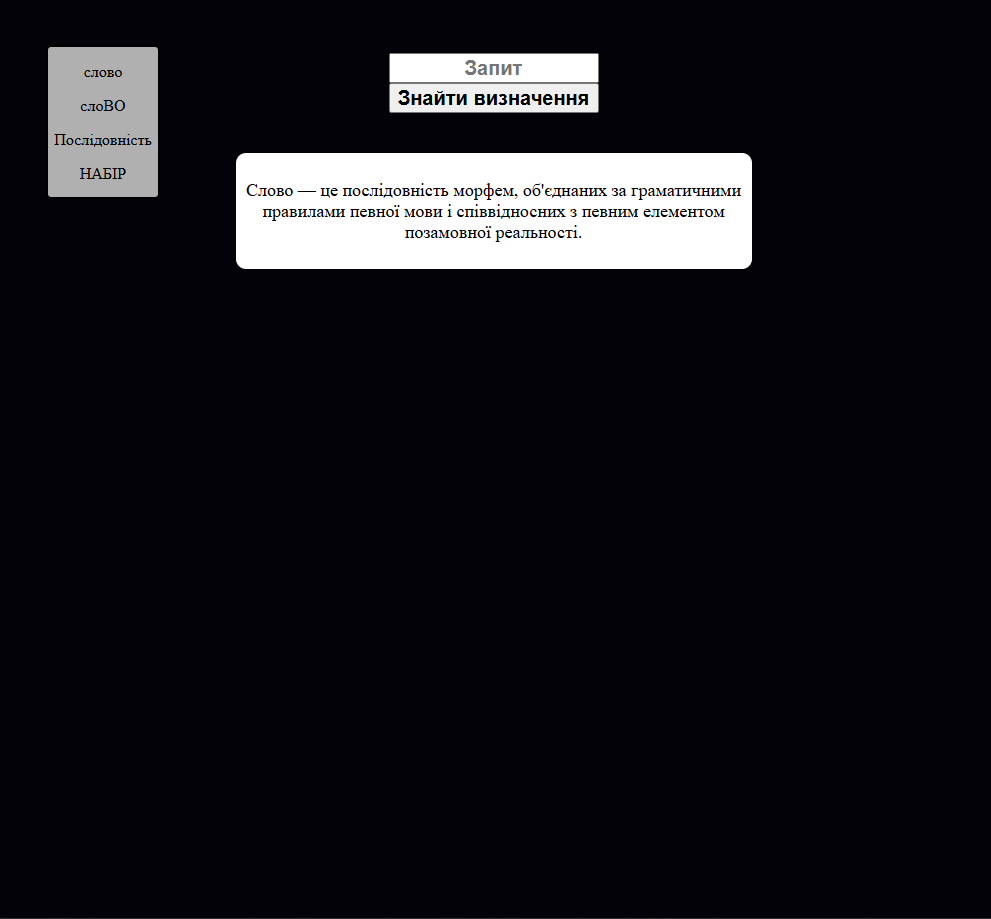 слово
слоВО
Послідовність
НАБІР
Запит
Знайти визначення
Слово — це послідовність морфем, об'єднаних за граматичними
правилами певної мови і співвідносних з певним елементом
позамовної реальності.